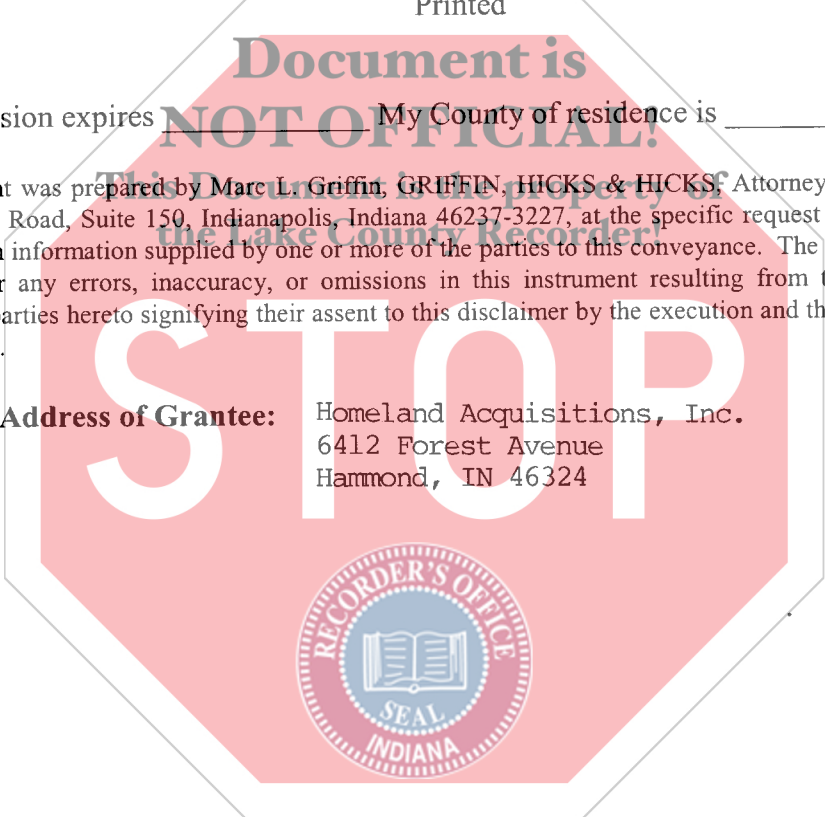 Printed
Document is
sion expires ____________ My County of residence is ________
NOT OFFICIAL!
t was prepared by Marc L. Griffin, GRIFFIN, HICKS & HICKS, Attorney
This Document is the property of
Road, Suite 150, Indianapolis, Indiana 46237-3227, at the specific request
the Lake County Recorder!
information supplied by one or more of the parties to this conveyance. The
r any errors, inaccuracy, or omissions in this instrument resulting from t
arties hereto signifying their assent to this disclaimer by the execution and th
.
STOP
Address of Grantee: Homeland Acquisitions, Inc.
6412 Forest Avenue
Hammond, IN 46324
RECORDER'S OFFICE
SEAL
INDIANA